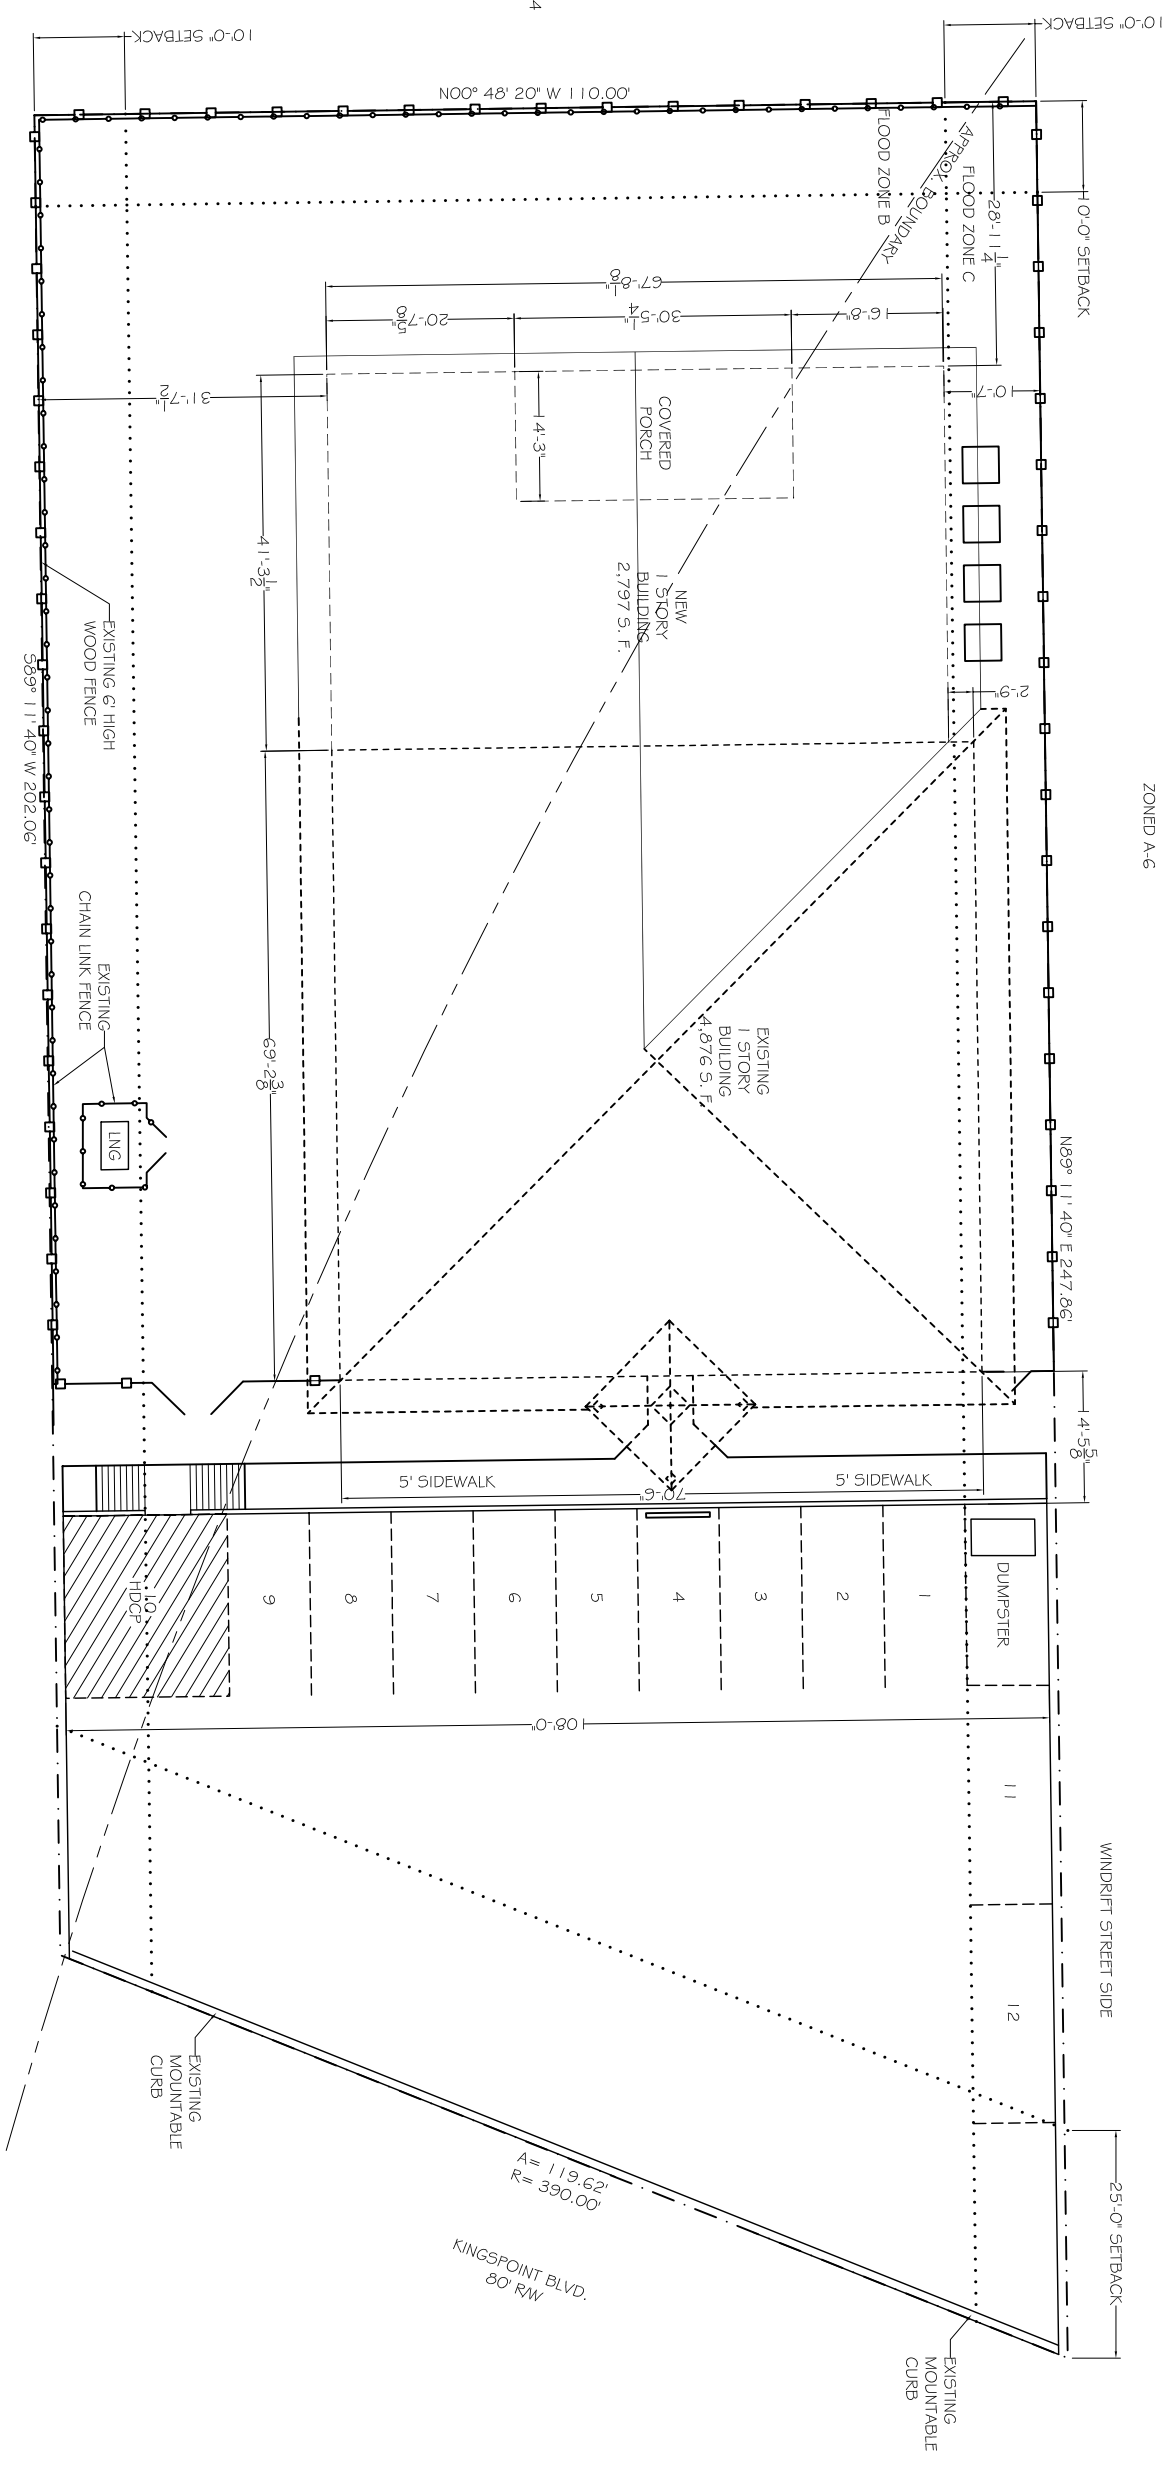 4
10'-0" SETBACK
10'-0" SETBACK
N00° 48' 20" W 110.00'
FLOOD ZONE B
APPROX. BOUNDARY
FLOOD ZONE C
28'-11 1/4"
10'-0" SETBACK
67'-8 1/8"
20'-7 5/8"
30'-5 1/4"
16'-8"
31'-7 1/2"
10'-7"
COVERED
PORCH
14'-3"
41'-3 1/2"
NEW
1 STORY
BUILDING
2,797 S. F.
EXISTING 6' HIGH
WOOD FENCE
S89° 11' 40" W 202.06'
2'-9"
ZONED A-6
EXISTING
CHAIN LINK FENCE
LNG
69'-2 3/8"
EXISTING
1 STORY
BUILDING
4,876 S. F.
N89° 11' 40" E 247.86'
14'-5 5/8"
5' SIDEWALK
70'-6"
5' SIDEWALK
10
HDCP
9
8
7
6
5
4
3
2
1
DUMPSTER
108'-0"
11
12
WINDRIFT STREET SIDE
EXISTING
MOUNTABLE
CURB
A= 119.62'
R= 390.00'
KINGSPOINT BLVD.
80' R/W
25'-0" SETBACK
EXISTING
MOUNTABLE
CURB